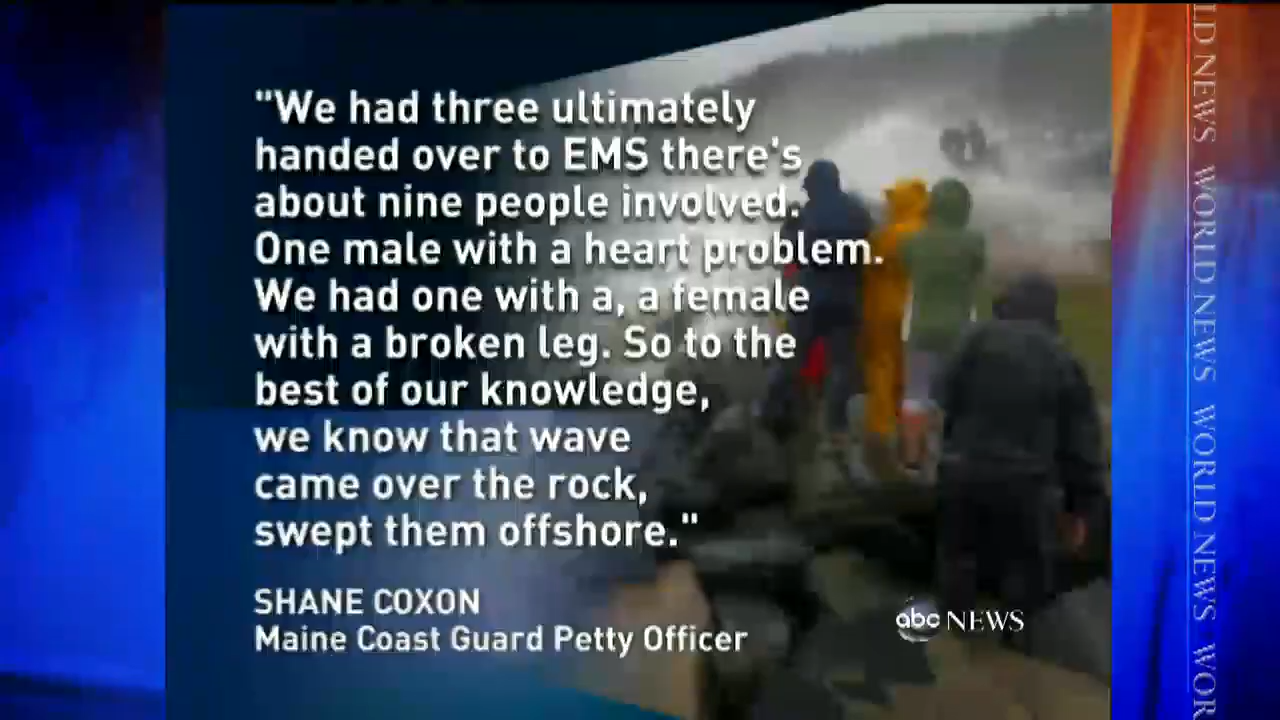 "We had three ultimately
handed over to EMS there's
about nine people involved.
One male with a heart problem.
We had one with a, a female
with a broken leg. So to the
best of our knowledge,
we know that wave
came over the rock,
swept them offshore."
SHANE COXON
Maine Coast Guard Petty Officer
abc NEWS
LD NEWS WORLD NEWS WORLD NEWS WOR